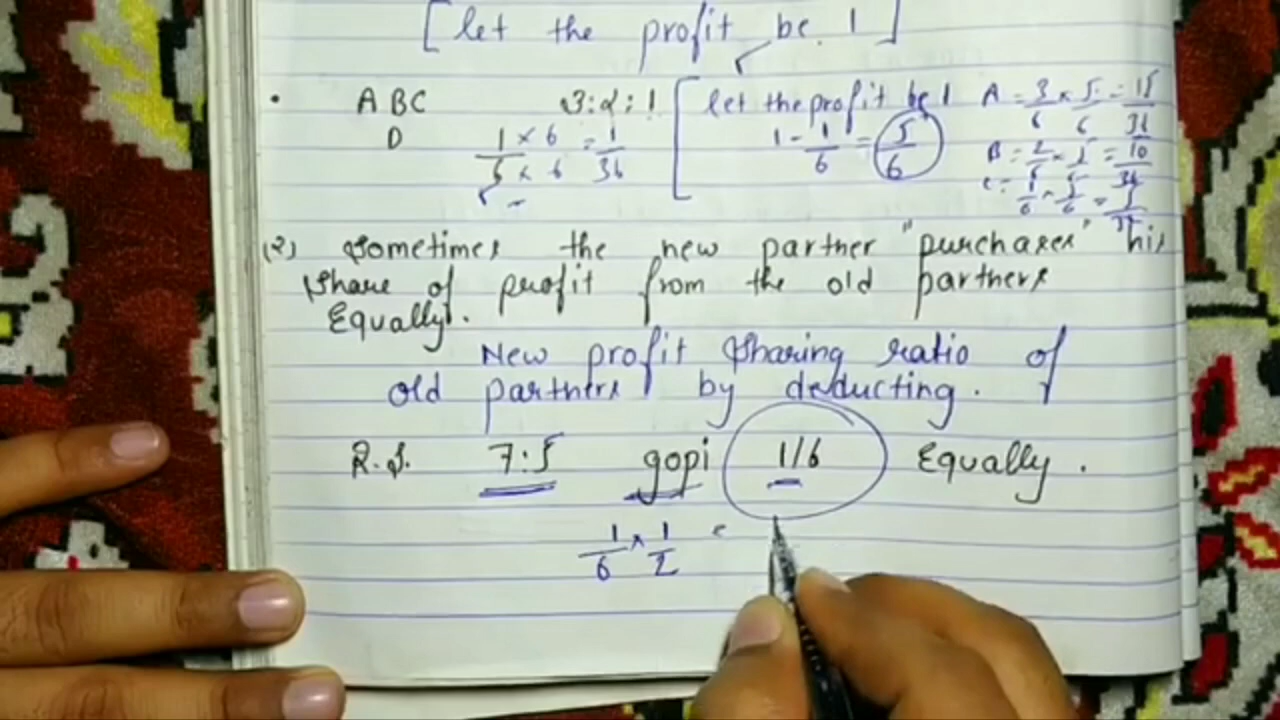 [let the profit be 1]
• ABC 3:2:1 [let the profit be 1 A = 3/6 × 5/6 = 15/36
D 1×6/6×6 = 1/36 1 - 1/6 = 5/6 B = 2/6 × 5/6 = 10/36
C = 1/6 × 5/6 = 5/36
(2) Sometimes the new partner "purchases" his
share of profit from the old partners
Equally.
New profit sharing ratio of
old partners by deducting.
R.S. 7:5 gopi 1/6 Equally.
1/6 × 1/2 =